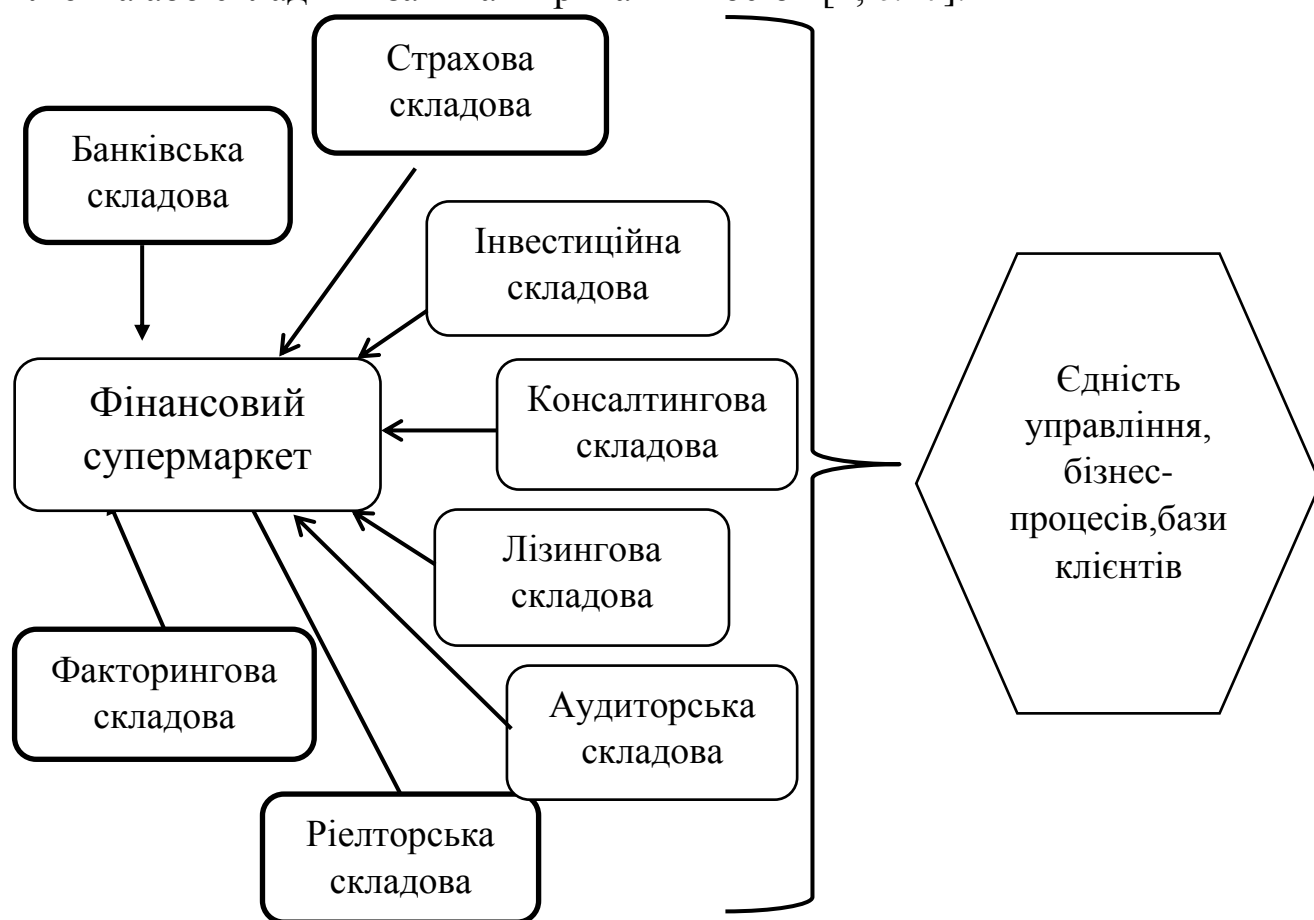 Страхова
складова
Банківська
складова
Інвестиційна
складова
Фінансовий
супермаркет
Консалтингова
складова
Лізингова
складова
Факторингова
складова
Аудиторська
складова
Ріелторська
складова
Єдність
управління,
бізнес-
процесів,бази
клієнтів